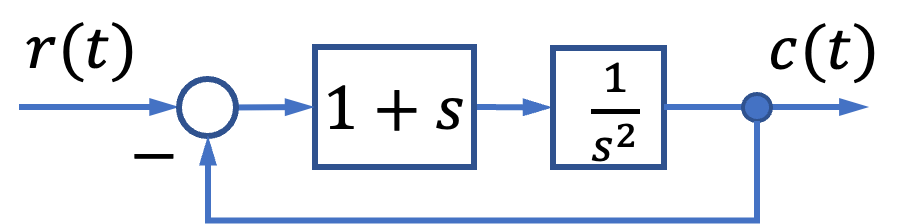 r(t)
c(t)
1 + s
1/s²
−